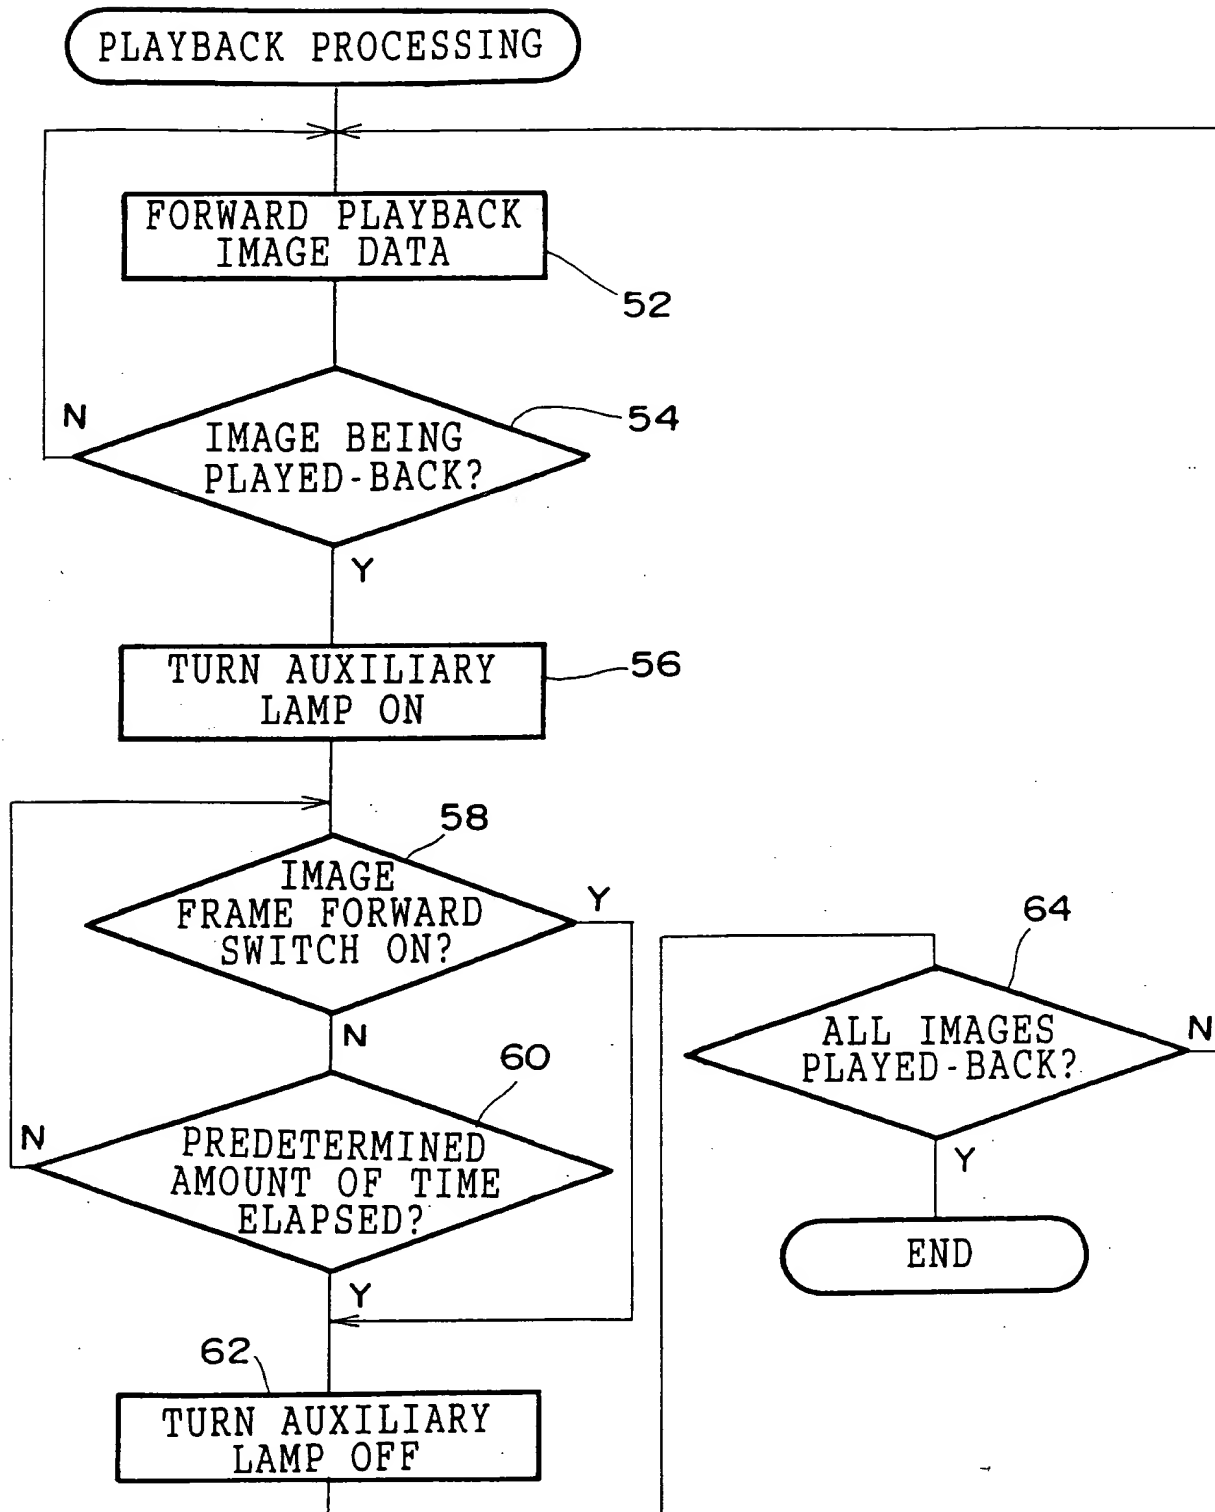 PLAYBACK PROCESSING
FORWARD PLAYBACK
IMAGE DATA
52
N
54
IMAGE BEING
PLAYED-BACK?
Y
TURN AUXILIARY
LAMP ON
56
58
IMAGE
FRAME FORWARD
SWITCH ON?
Y
N
60
N
PREDETERMINED
AMOUNT OF TIME
ELAPSED?
Y
62
TURN AUXILIARY
LAMP OFF
64
ALL IMAGES
PLAYED-BACK?
N
Y
END